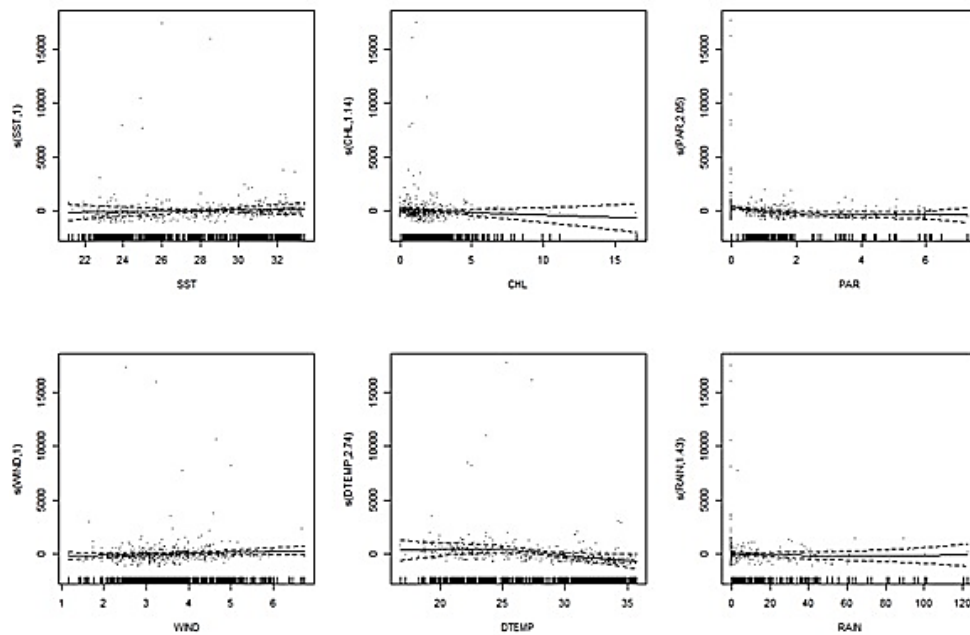 s(SST,1)
15000
10000
5000
0
22 24 26 28 30 32
SST
s(CHL,1.14)
15000
10000
5000
0
0 5 10 15
CHL
s(PAR,2.05)
15000
10000
5000
0
0 2 4 6
PAR
s(WIND,1)
15000
10000
5000
0
1 2 3 4 5 6
WIND
s(DTEMP,2.74)
15000
10000
5000
0
20 25 30 35
DTEMP
s(RAIN,1.43)
15000
10000
5000
0
0 20 40 60 80 100 120
RAIN